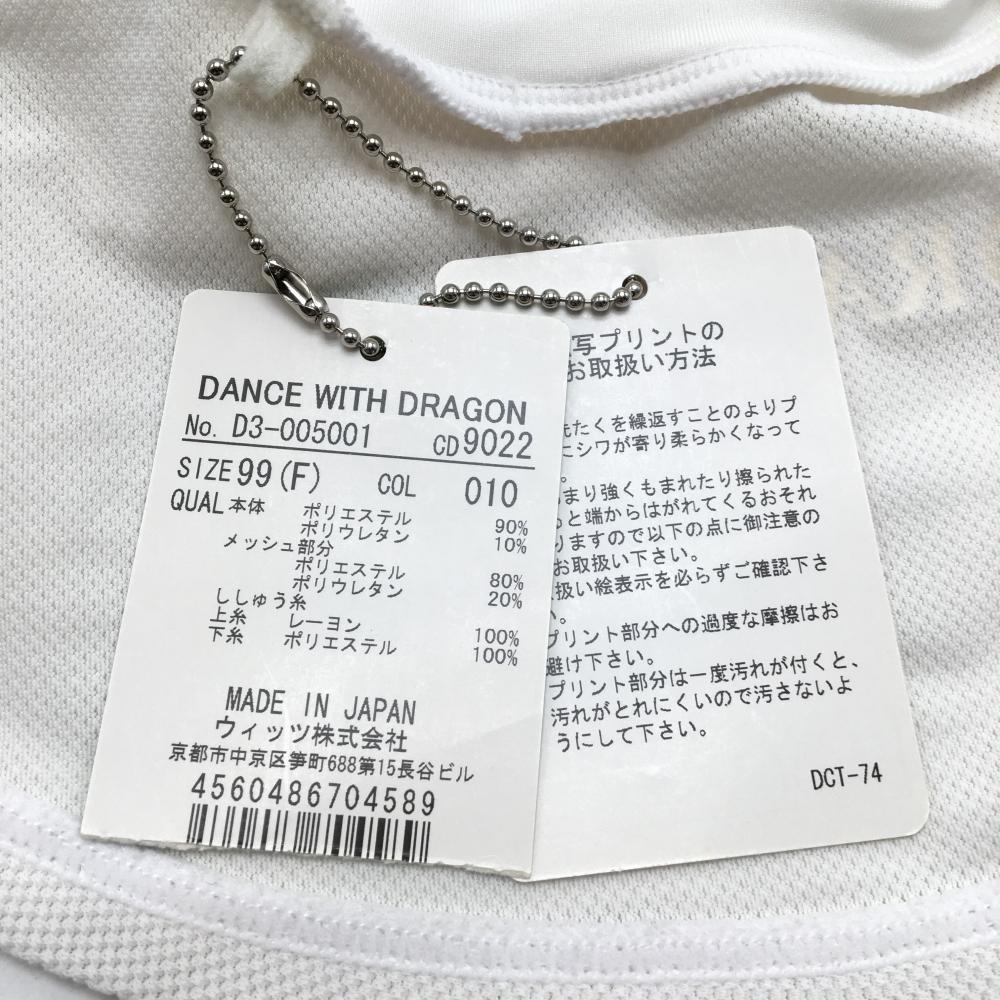 DANCE WITH DRAGON
No. D3-005001 CD 9022
SIZE 99 (F) COL 010
QUAL 本体 ポリエステル 90%
ポリウレタン 10%
メッシュ部分
ポリエステル 80%
ポリウレタン 20%
ししゅう糸
上糸 レーヨン 100%
下糸 ポリエステル 100%
MADE IN JAPAN
ウィッツ株式会社
京都市中京区笋町688第15長谷ビル
4560486704589
写プリントの
お取扱い方法
たくを繰返すことのよりプ
にシワが寄り柔らかくなって
。
まり強くもまれたり擦られた
と端からはがれてくるおそれ
りますので以下の点に御注意の
お取扱い下さい。
扱い絵表示を必らずご確認下さ
。
プリント部分への過度な摩擦はお
避け下さい。
プリント部分は一度汚れが付くと、
汚れがとれにくいので汚さないよ
うにして下さい。
DCT-74